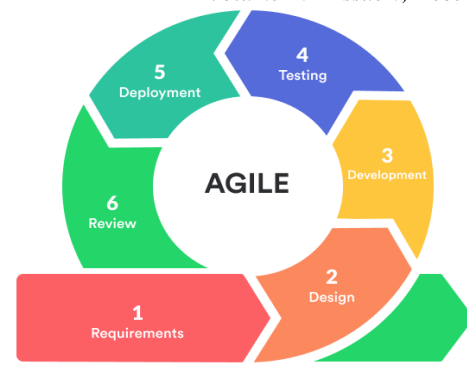 4
Testing
5
Deployment
3
Development
AGILE
6
Review
2
Design
1
Requirements